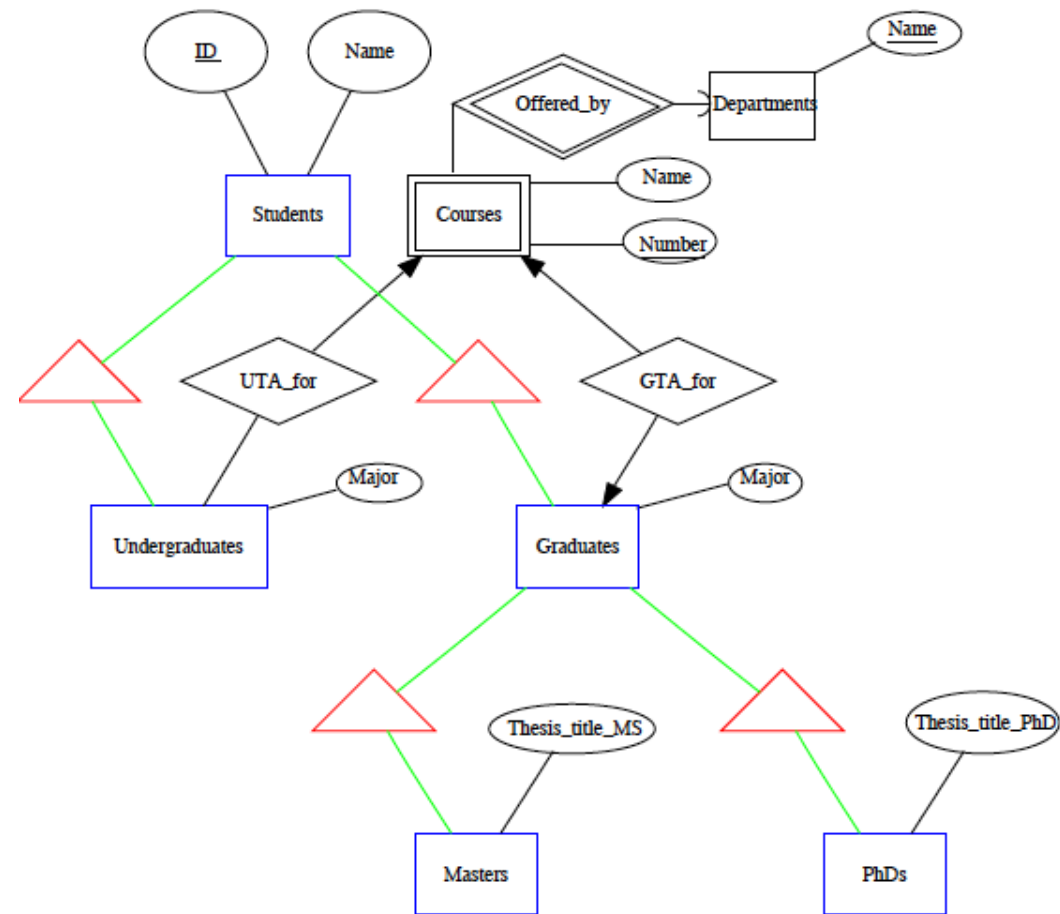 ID
Name
Name
Offered_by
Departments
Name
Students
Courses
Number
UTA_for
GTA_for
Major
Major
Undergraduates
Graduates
Thesis_title_MS
Thesis_title_PhD
Masters
PhDs